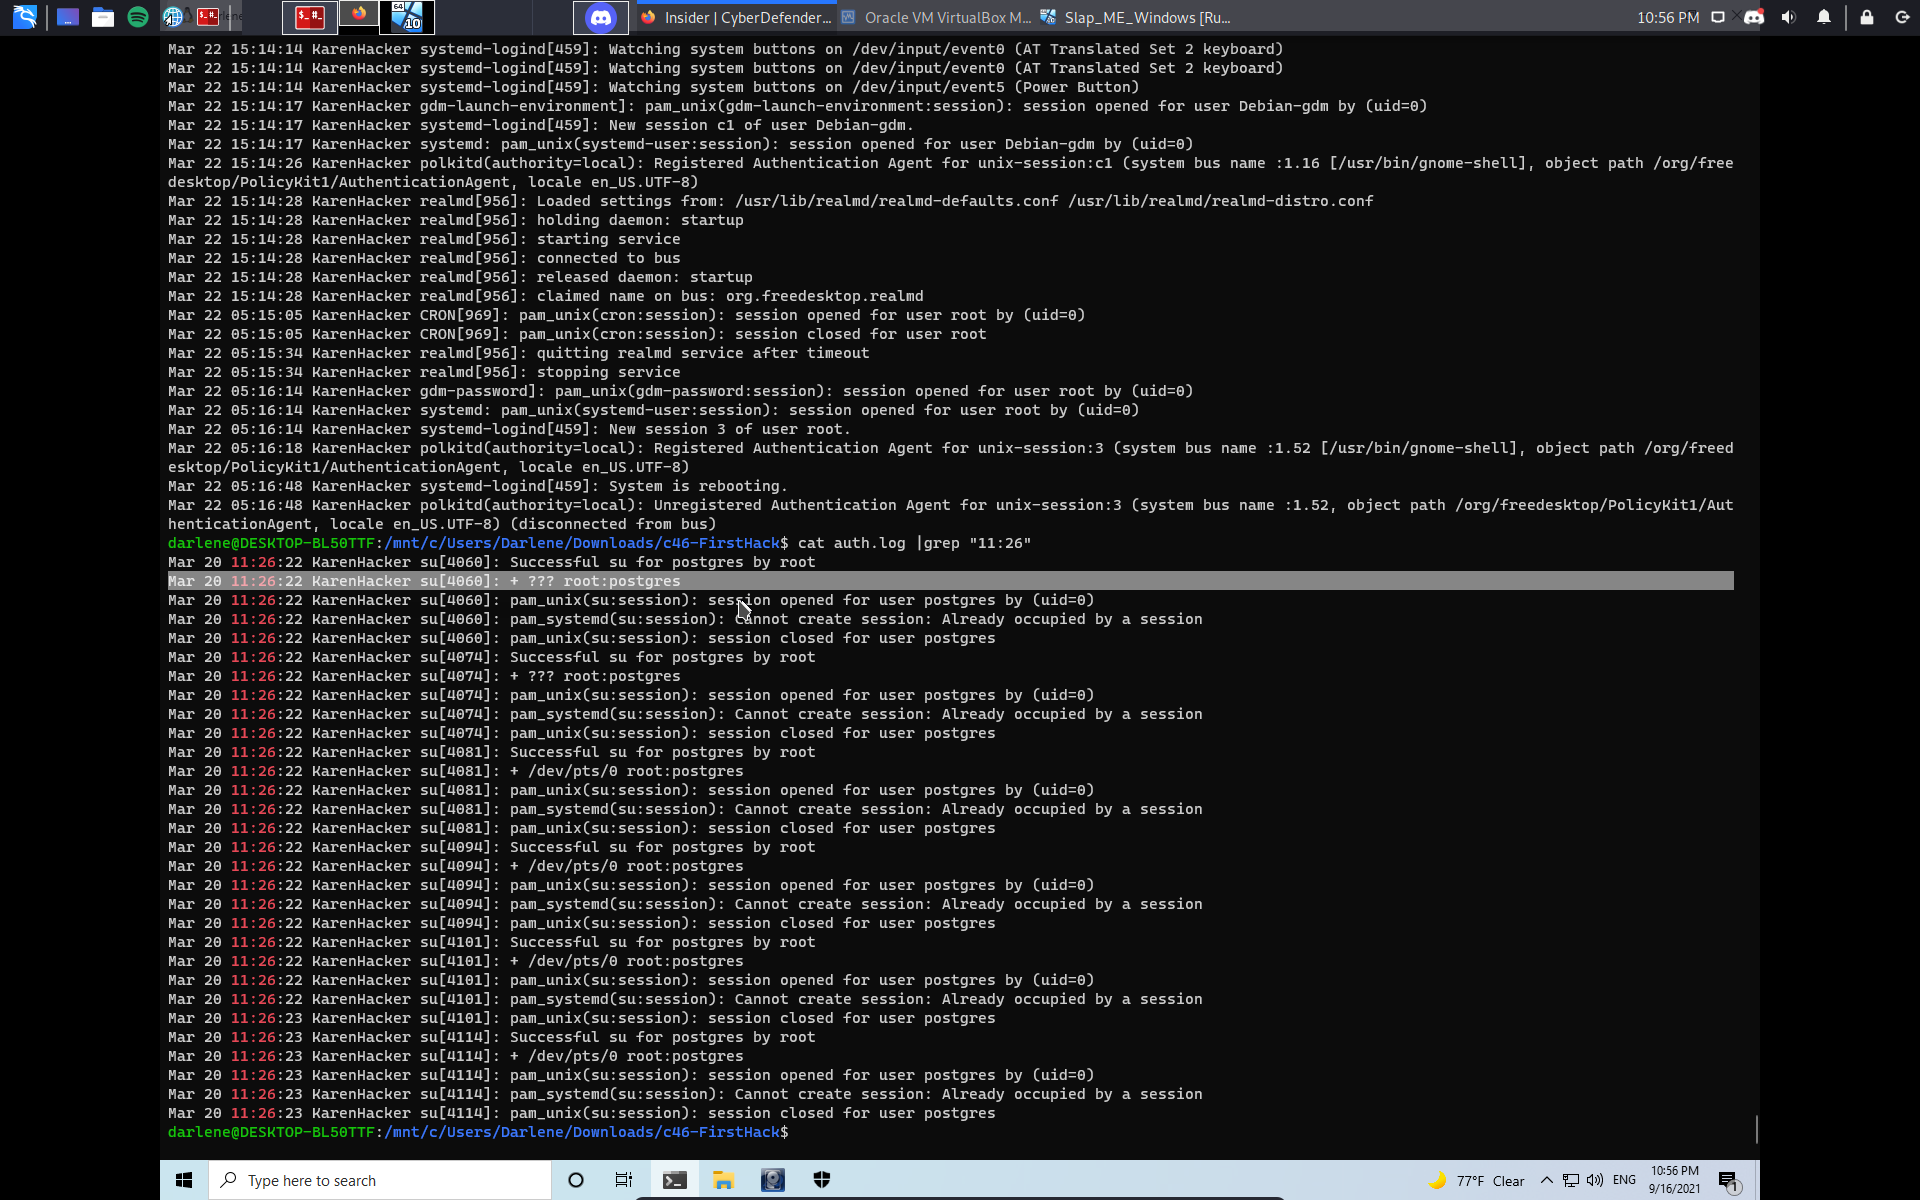 Insider | CyberDefender...
Oracle VM VirtualBox M...
Slap_ME_Windows [Ru...
10:56 PM
Mar 22 15:14:14 KarenHacker systemd-logind[459]: Watching system buttons on /dev/input/event0 (AT Translated Set 2 keyboard)
Mar 22 15:14:14 KarenHacker systemd-logind[459]: Watching system buttons on /dev/input/event0 (AT Translated Set 2 keyboard)
Mar 22 15:14:14 KarenHacker systemd-logind[459]: Watching system buttons on /dev/input/event5 (Power Button)
Mar 22 15:14:17 KarenHacker gdm-launch-environment]: pam_unix(gdm-launch-environment:session): session opened for user Debian-gdm by (uid=0)
Mar 22 15:14:17 KarenHacker systemd-logind[459]: New session c1 of user Debian-gdm.
Mar 22 15:14:17 KarenHacker systemd: pam_unix(systemd-user:session): session opened for user Debian-gdm by (uid=0)
Mar 22 15:14:26 KarenHacker polkitd(authority=local): Registered Authentication Agent for unix-session:c1 (system bus name :1.16 [/usr/bin/gnome-shell], object path /org/free
desktop/PolicyKit1/AuthenticationAgent, locale en_US.UTF-8)
Mar 22 15:14:28 KarenHacker realmd[956]: Loaded settings from: /usr/lib/realmd/realmd-defaults.conf /usr/lib/realmd/realmd-distro.conf
Mar 22 15:14:28 KarenHacker realmd[956]: holding daemon: startup
Mar 22 15:14:28 KarenHacker realmd[956]: starting service
Mar 22 15:14:28 KarenHacker realmd[956]: connected to bus
Mar 22 15:14:28 KarenHacker realmd[956]: released daemon: startup
Mar 22 15:14:28 KarenHacker realmd[956]: claimed name on bus: org.freedesktop.realmd
Mar 22 05:15:05 KarenHacker CRON[969]: pam_unix(cron:session): session opened for user root by (uid=0)
Mar 22 05:15:05 KarenHacker CRON[969]: pam_unix(cron:session): session closed for user root
Mar 22 05:15:34 KarenHacker realmd[956]: quitting realmd service after timeout
Mar 22 05:15:34 KarenHacker realmd[956]: stopping service
Mar 22 05:16:14 KarenHacker gdm-password]: pam_unix(gdm-password:session): session opened for user root by (uid=0)
Mar 22 05:16:14 KarenHacker systemd: pam_unix(systemd-user:session): session opened for user root by (uid=0)
Mar 22 05:16:14 KarenHacker systemd-logind[459]: New session 3 of user root.
Mar 22 05:16:18 KarenHacker polkitd(authority=local): Registered Authentication Agent for unix-session:3 (system bus name :1.52 [/usr/bin/gnome-shell], object path /org/freed
esktop/PolicyKit1/AuthenticationAgent, locale en_US.UTF-8)
Mar 22 05:16:48 KarenHacker systemd-logind[459]: System is rebooting.
Mar 22 05:16:48 KarenHacker polkitd(authority=local): Unregistered Authentication Agent for unix-session:3 (system bus name :1.52, object path /org/freedesktop/PolicyKit1/Aut
henticationAgent, locale en_US.UTF-8) (disconnected from bus)
darlene@DESKTOP-BL50TTF:/mnt/c/Users/Darlene/Downloads/c46-FirstHack$ cat auth.log |grep "11:26"
Mar 20 11:26:22 KarenHacker su[4060]: Successful su for postgres by root
Mar 20 11:26:22 KarenHacker su[4060]: + ??? root:postgres
Mar 20 11:26:22 KarenHacker su[4060]: pam_unix(su:session): session opened for user postgres by (uid=0)
Mar 20 11:26:22 KarenHacker su[4060]: pam_systemd(su:session): Cannot create session: Already occupied by a session
Mar 20 11:26:22 KarenHacker su[4060]: pam_unix(su:session): session closed for user postgres
Mar 20 11:26:22 KarenHacker su[4074]: Successful su for postgres by root
Mar 20 11:26:22 KarenHacker su[4074]: + ??? root:postgres
Mar 20 11:26:22 KarenHacker su[4074]: pam_unix(su:session): session opened for user postgres by (uid=0)
Mar 20 11:26:22 KarenHacker su[4074]: pam_systemd(su:session): Cannot create session: Already occupied by a session
Mar 20 11:26:22 KarenHacker su[4074]: pam_unix(su:session): session closed for user postgres
Mar 20 11:26:22 KarenHacker su[4081]: Successful su for postgres by root
Mar 20 11:26:22 KarenHacker su[4081]: + /dev/pts/0 root:postgres
Mar 20 11:26:22 KarenHacker su[4081]: pam_unix(su:session): session opened for user postgres by (uid=0)
Mar 20 11:26:22 KarenHacker su[4081]: pam_systemd(su:session): Cannot create session: Already occupied by a session
Mar 20 11:26:22 KarenHacker su[4081]: pam_unix(su:session): session closed for user postgres
Mar 20 11:26:22 KarenHacker su[4094]: Successful su for postgres by root
Mar 20 11:26:22 KarenHacker su[4094]: + /dev/pts/0 root:postgres
Mar 20 11:26:22 KarenHacker su[4094]: pam_unix(su:session): session opened for user postgres by (uid=0)
Mar 20 11:26:22 KarenHacker su[4094]: pam_systemd(su:session): Cannot create session: Already occupied by a session
Mar 20 11:26:22 KarenHacker su[4094]: pam_unix(su:session): session closed for user postgres
Mar 20 11:26:22 KarenHacker su[4101]: Successful su for postgres by root
Mar 20 11:26:22 KarenHacker su[4101]: + /dev/pts/0 root:postgres
Mar 20 11:26:22 KarenHacker su[4101]: pam_unix(su:session): session opened for user postgres by (uid=0)
Mar 20 11:26:22 KarenHacker su[4101]: pam_systemd(su:session): Cannot create session: Already occupied by a session
Mar 20 11:26:23 KarenHacker su[4101]: pam_unix(su:session): session closed for user postgres
Mar 20 11:26:23 KarenHacker su[4114]: Successful su for postgres by root
Mar 20 11:26:23 KarenHacker su[4114]: + /dev/pts/0 root:postgres
Mar 20 11:26:23 KarenHacker su[4114]: pam_unix(su:session): session opened for user postgres by (uid=0)
Mar 20 11:26:23 KarenHacker su[4114]: pam_systemd(su:session): Cannot create session: Already occupied by a session
Mar 20 11:26:23 KarenHacker su[4114]: pam_unix(su:session): session closed for user postgres
darlene@DESKTOP-BL50TTF:/mnt/c/Users/Darlene/Downloads/c46-FirstHack$
Type here to search
77°F Clear
ENG
10:56 PM
9/16/2021
1